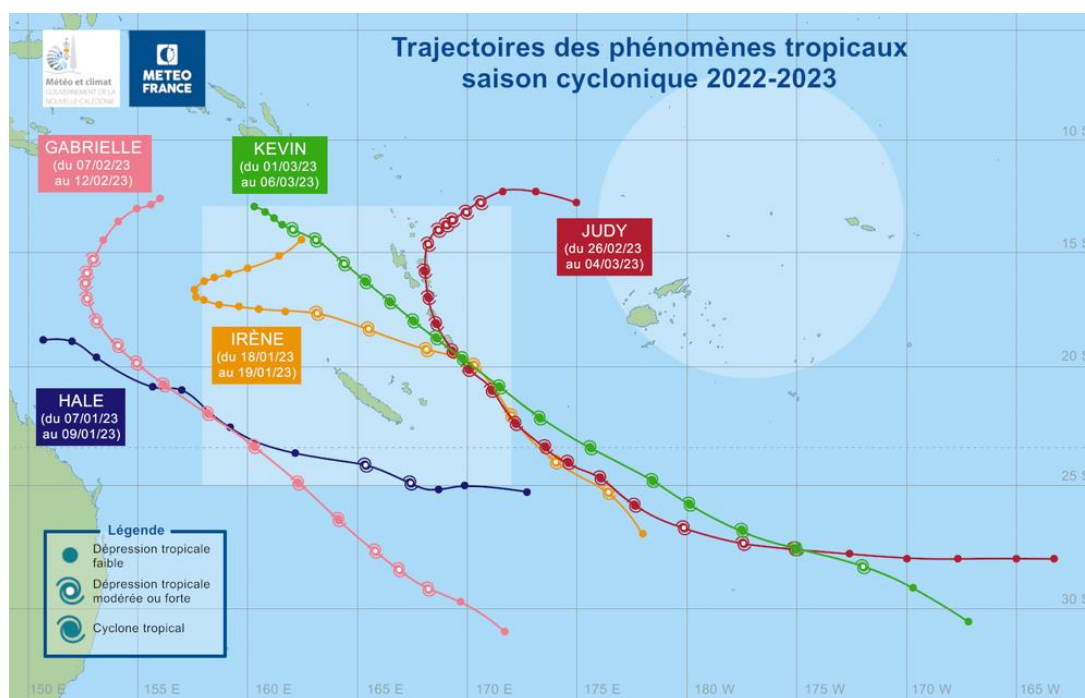 Trajectoires des phénomènes tropicaux
saison cyclonique 2022-2023
Météo et climat
GOUVERNEMENT DE LA
NOUVELLE-CALÉDONIE
METEO
FRANCE
10 S
GABRIELLE
(du 07/02/23
au 12/02/23)
KEVIN
(du 01/03/23
au 06/03/23)
JUDY
(du 26/02/23
au 04/03/23)
15 S
IRÈNE
(du 18/01/23
au 19/01/23)
20 S
HALE
(du 07/01/23
au 09/01/23)
25 S
Légende
Dépression tropicale
faible
Dépression tropicale
modérée ou forte
Cyclone tropical
30 S
150 E
155 E
160 E
165 E
170 E
175 E
180 W
175 W
170 W
165 W